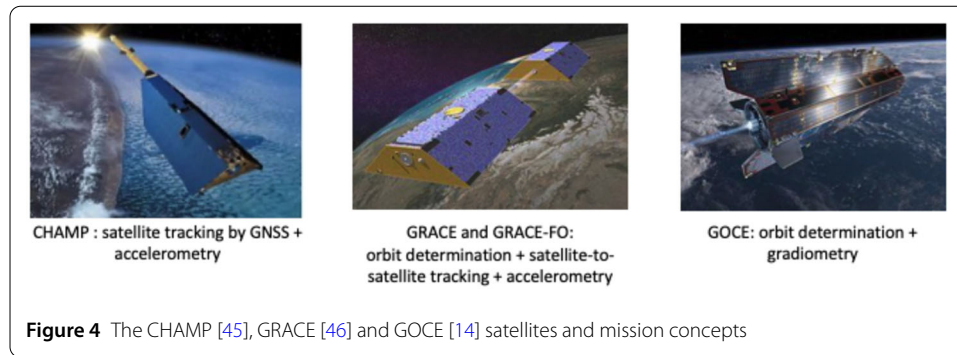 CHAMP : satellite tracking by GNSS +
accelerometry
GRACE and GRACE-FO:
orbit determination + satellite-to-
satellite tracking + accelerometry
GOCE: orbit determination +
gradiometry
Figure 4 The CHAMP [45], GRACE [46] and GOCE [14] satellites and mission concepts